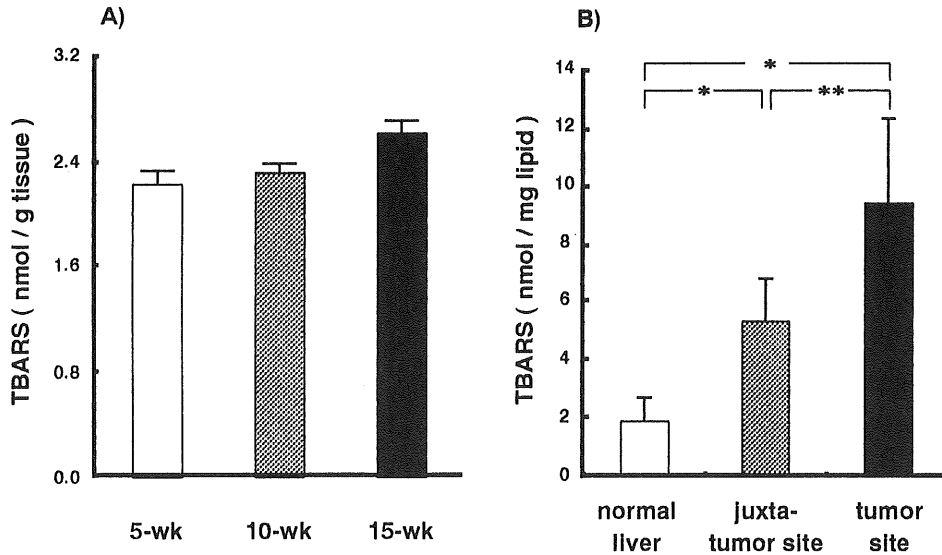 A)
TBARS ( nmol / g tissue)
3.2
2.4
1.6
0.8
0.0
5-wk
10-wk
15-wk
B)
TBARS ( nmol / mg lipid )
14
12
10
8
6
4
2
0
*
*
**
normal
liver
juxta-
tumor site
tumor
site